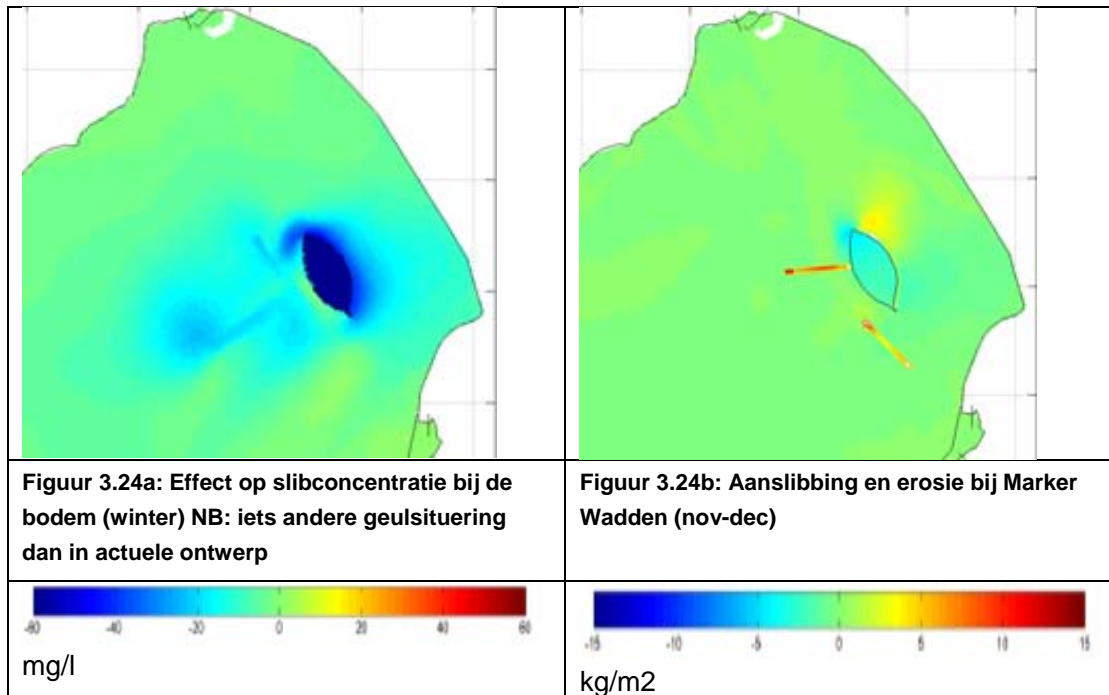 Figuur 3.24a: Effect op slibconcentratie bij de
bodem (winter) NB: iets andere geulsituering
dan in actuele ontwerp
Figuur 3.24b: Aanslibbing en erosie bij Marker
Wadden (nov-dec)
-60 -40 -20 0 20 40 60
mg/l
-15 -10 -5 0 5 10 15
kg/m2